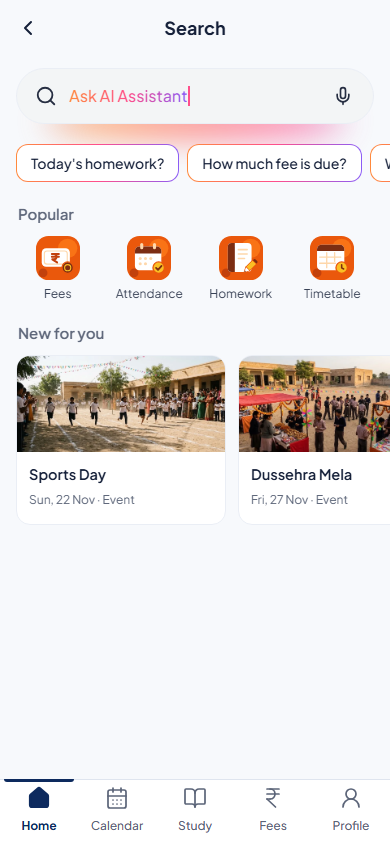 Search
Ask AI Assistant
Today's homework?
How much fee is due?
Popular
₹
Fees
Attendance
Homework
Timetable
New for you
Sports Day
Sun, 22 Nov · Event
Dussehra Mela
Fri, 27 Nov · Event
Home
Calendar
Study
₹
Fees
Profile